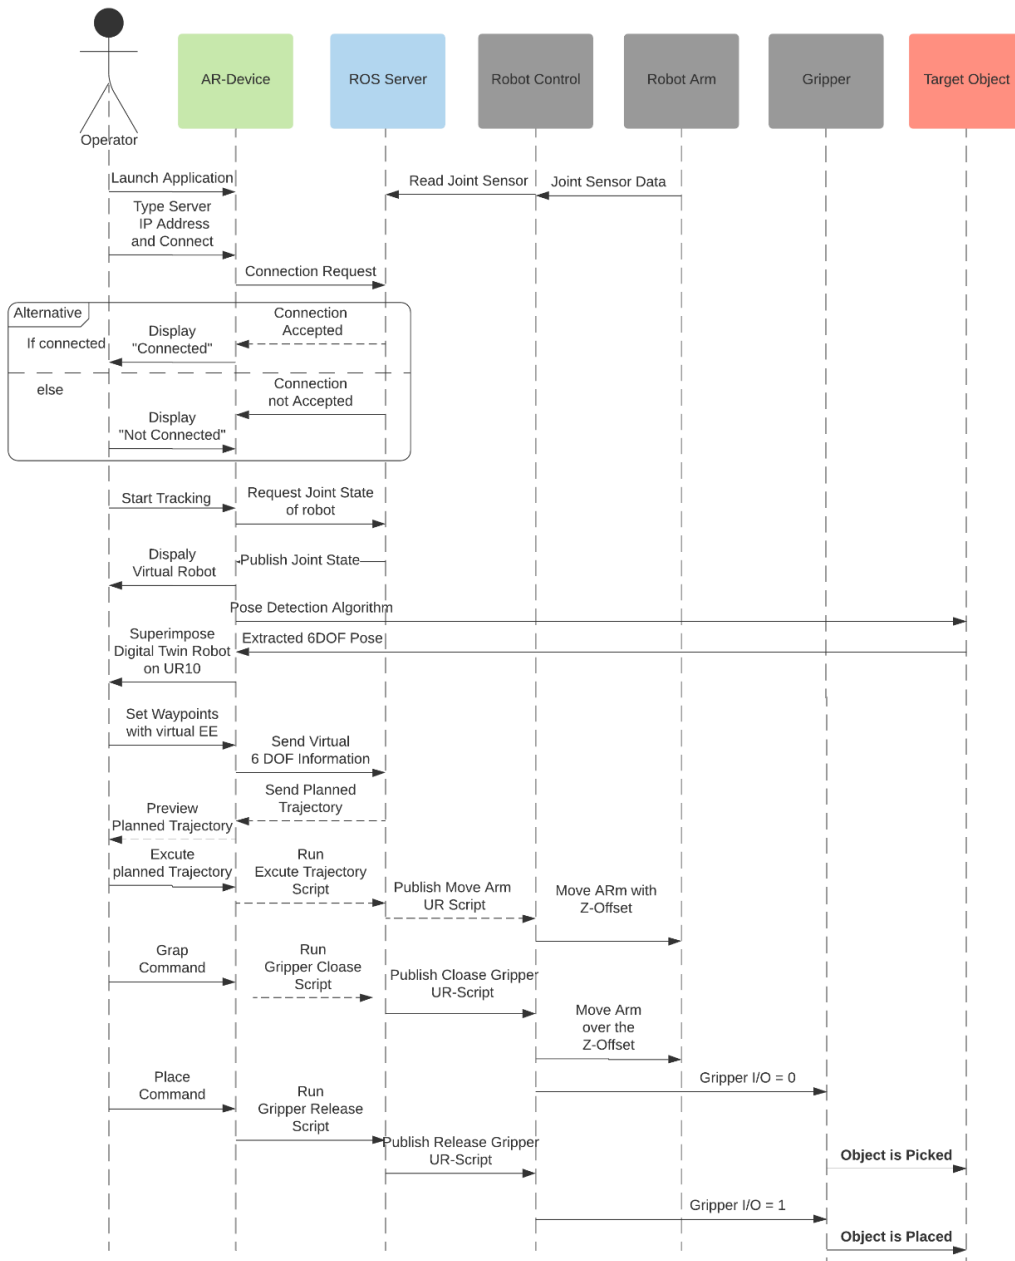 Operator
AR-Device
ROS Server
Robot Control
Robot Arm
Gripper
Target Object
Launch Application
Read Joint Sensor
Joint Sensor Data
Type Server
IP Address
and Connect
Connection Request
Alternative
If connected
Connection
Accepted
Display
"Connected"
else
Connection
not Accepted
Display
"Not Connected"
Start Tracking
Request Joint State
of robot
Publish Joint State
Dispaly
Virtual Robot
Pose Detection Algorithm
Extracted 6DOF Pose
Superimpose
Digital Twin Robot
on UR10
Set Waypoints
with virtual EE
Send Virtual
6 DOF Information
Send Planned
Trajectory
Preview
Planned Trajectory
Excute
planned Trajectory
Run
Excute Trajectory
Script
Publish Move Arm
UR Script
Move ARm with
Z-Offset
Grap
Command
Run
Gripper Cloase
Script
Publish Cloase Gripper
UR-Script
Move Arm
over the
Z-Offset
Gripper I/O = 0
Place
Command
Run
Gripper Release
Script
Publish Release Gripper
UR-Script
Object is Picked
Gripper I/O = 1
Object is Placed